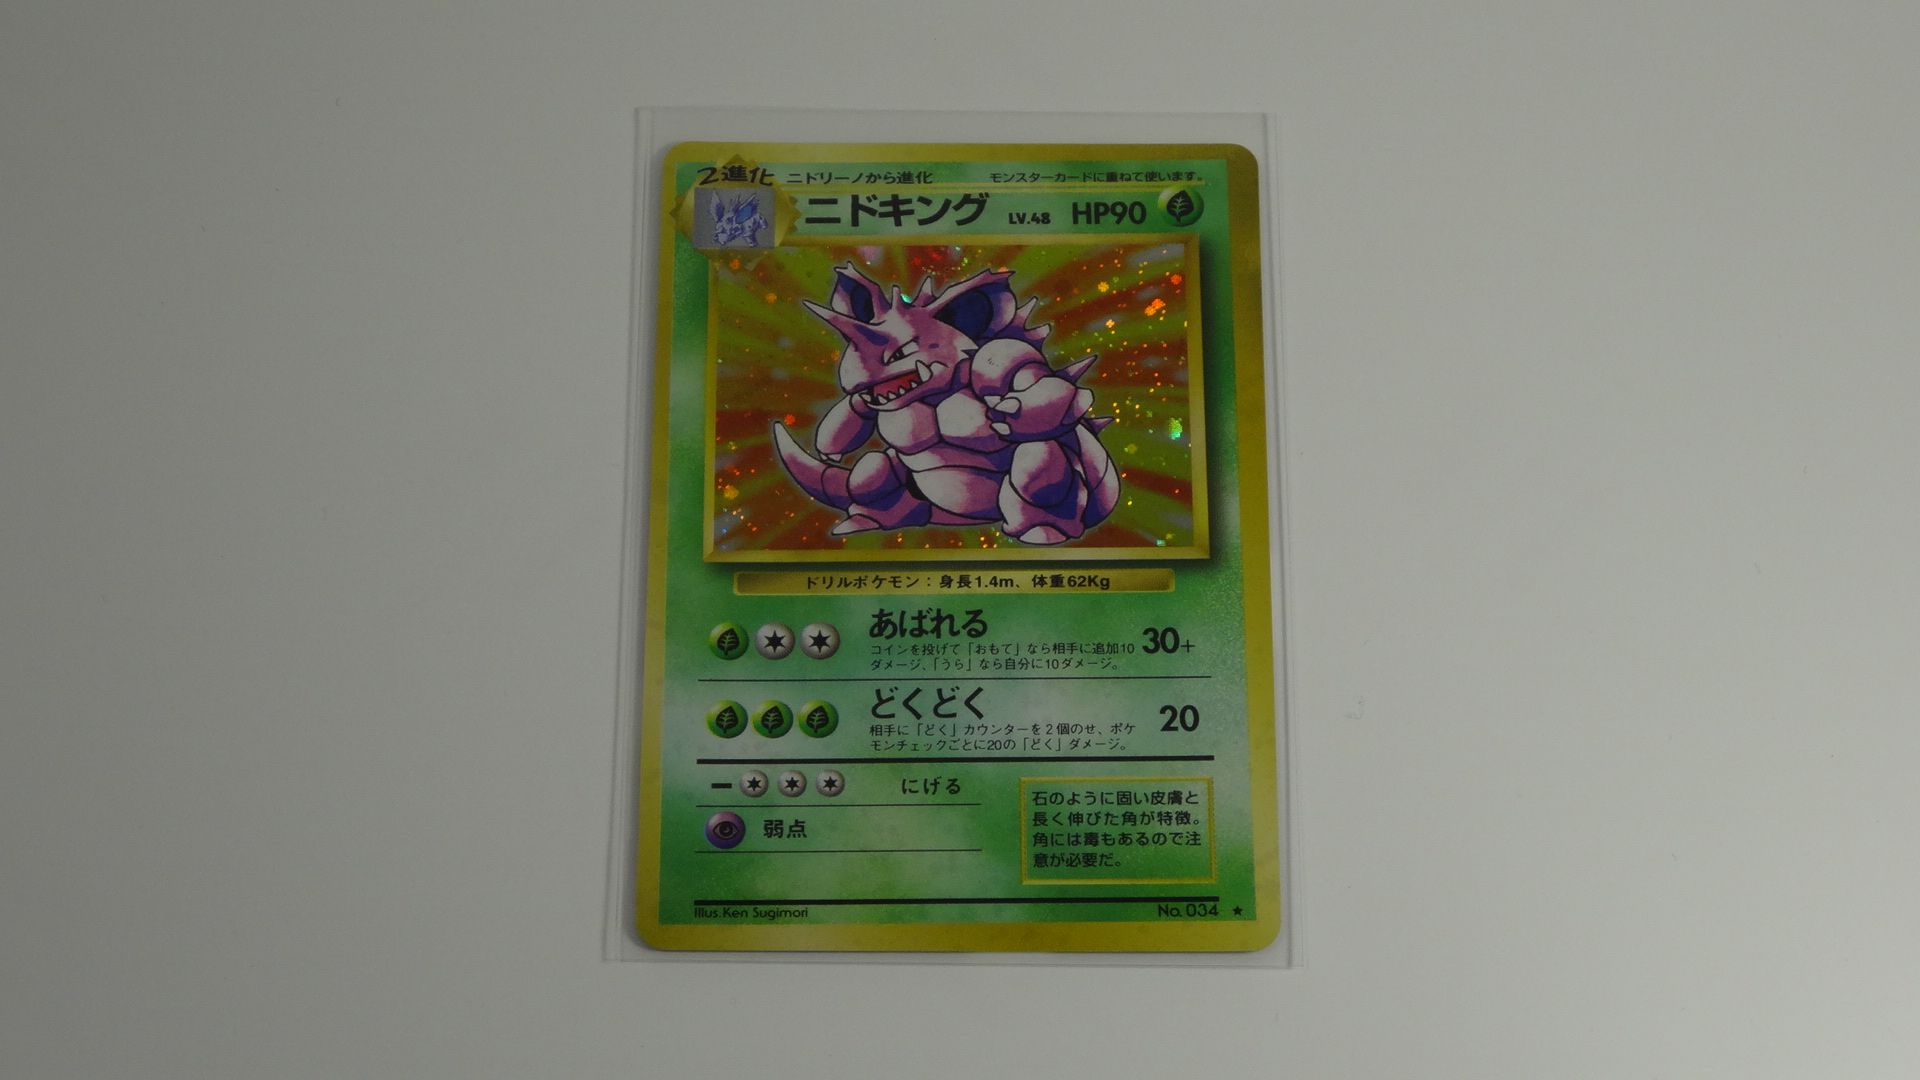 2進化 ニドリーノから進化 モンスターカードに重ねて使います。
ニドキング LV.48 HP90
ドリルポケモン：身長1.4m、体重62Kg
あばれる 30+
コインを投げて「おもて」なら相手に追加10
ダメージ、「うら」なら自分に10ダメージ。
どくどく 20
相手に「どく」カウンターを2個のせ、ポケ
モンチェックごとに20の「どく」ダメージ。
ー にげる
弱点
石のように固い皮膚と
長く伸びた角が特徴。
角には毒もあるので注
意が必要だ。
Illus.Ken Sugimori No.034 ★